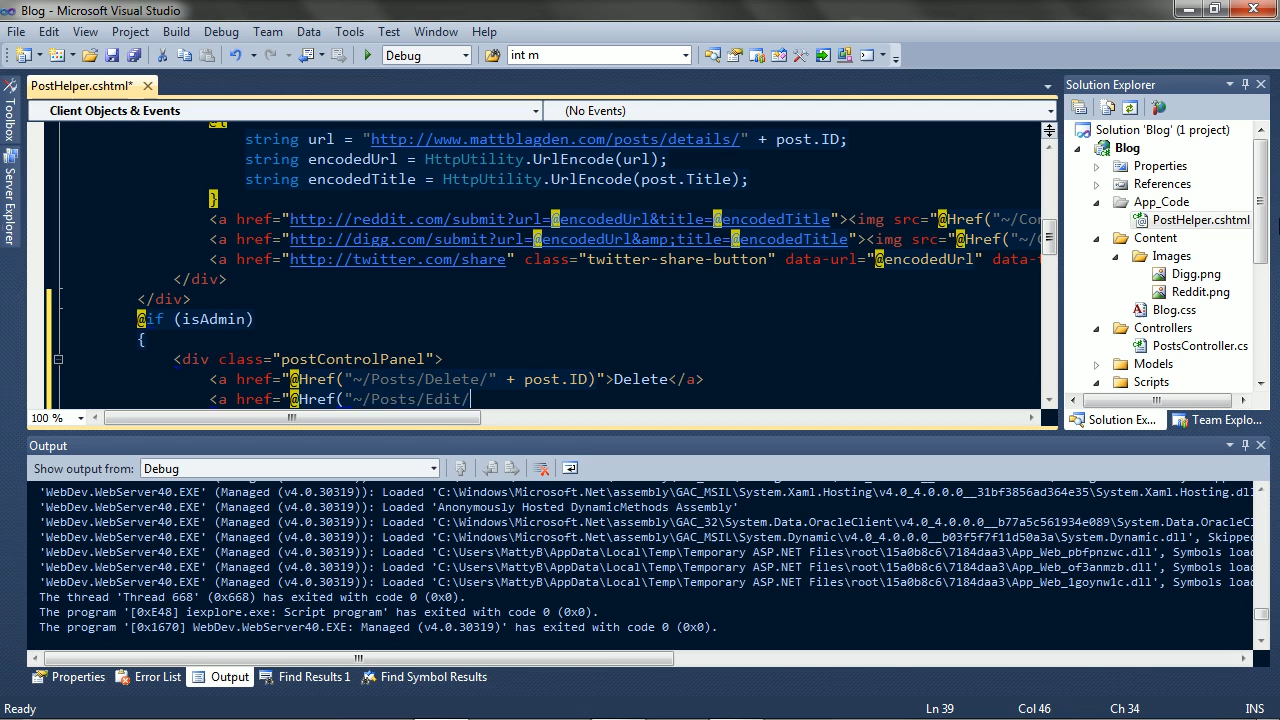 Blog - Microsoft Visual Studio
File Edit View Project Build Debug Team Data Tools Test Window Help
Debug int m
PostHelper.cshtml*
Client Objects & Events (No Events)
string url = "http://www.mattblagden.com/posts/details/" + post.ID;
string encodedUrl = HttpUtility.UrlEncode(url);
string encodedTitle = HttpUtility.UrlEncode(post.Title);
}
<a href="http://reddit.com/submit?url=@encodedUrl&title=@encodedTitle"><img src="@Href("~/Con
<a href="http://digg.com/submit?url=@encodedUrl&amp;title=@encodedTitle"><img src="@Href("~/C
<a href="http://twitter.com/share" class="twitter-share-button" data-url="@encodedUrl" data-t
</div>
</div>
@if (isAdmin)
{
<div class="postControlPanel">
<a href="@Href("~/Posts/Delete/" + post.ID)">Delete</a>
<a href="@Href("~/Posts/Edit/
100 %
Toolbox
Server Explorer
Solution Explorer
Solution 'Blog' (1 project)
Blog
Properties
References
App_Code
PostHelper.cshtml
Content
Images
Digg.png
Reddit.png
Blog.css
Controllers
PostsController.cs
Models
Scripts
Solution Ex... Team Explo...
Output
Show output from: Debug
'WebDev.WebServer40.EXE' (Managed (v4.0.30319)): Loaded 'C:\Windows\Microsoft.Net\assembly\GAC_MSIL\System.Xaml.Hosting\v4.0_4.0.0.0__31bf3856ad364e35\System.Xaml.Hosting.dll
'WebDev.WebServer40.EXE' (Managed (v4.0.30319)): Loaded 'Anonymously Hosted DynamicMethods Assembly'
'WebDev.WebServer40.EXE' (Managed (v4.0.30319)): Loaded 'C:\Windows\Microsoft.Net\assembly\GAC_32\System.Data.OracleClient\v4.0_4.0.0.0__b77a5c561934e089\System.Data.OracleCl
'WebDev.WebServer40.EXE' (Managed (v4.0.30319)): Loaded 'C:\Windows\Microsoft.Net\assembly\GAC_MSIL\System.Dynamic\v4.0_4.0.0.0__b03f5f7f11d50a3a\System.Dynamic.dll', Skipped
'WebDev.WebServer40.EXE' (Managed (v4.0.30319)): Loaded 'C:\Users\MattyB\AppData\Local\Temp\Temporary ASP.NET Files\root\15a0b8c6\7184daa3\App_Web_pbfpnzwc.dll', Symbols load
'WebDev.WebServer40.EXE' (Managed (v4.0.30319)): Loaded 'C:\Users\MattyB\AppData\Local\Temp\Temporary ASP.NET Files\root\15a0b8c6\7184daa3\App_Web_of3anmzb.dll', Symbols load
'WebDev.WebServer40.EXE' (Managed (v4.0.30319)): Loaded 'C:\Users\MattyB\AppData\Local\Temp\Temporary ASP.NET Files\root\15a0b8c6\7184daa3\App_Web_1goynw1c.dll', Symbols load
The thread 'Thread 668' (0x668) has exited with code 0 (0x0).
The program '[0xE48] iexplore.exe: Script program' has exited with code 0 (0x0).
The program '[0x1670] WebDev.WebServer40.EXE: Managed (v4.0.30319)' has exited with code 0 (0x0).
Properties Error List Output Find Results 1 Find Symbol Results
Ready Ln 39 Col 46 Ch 34 INS